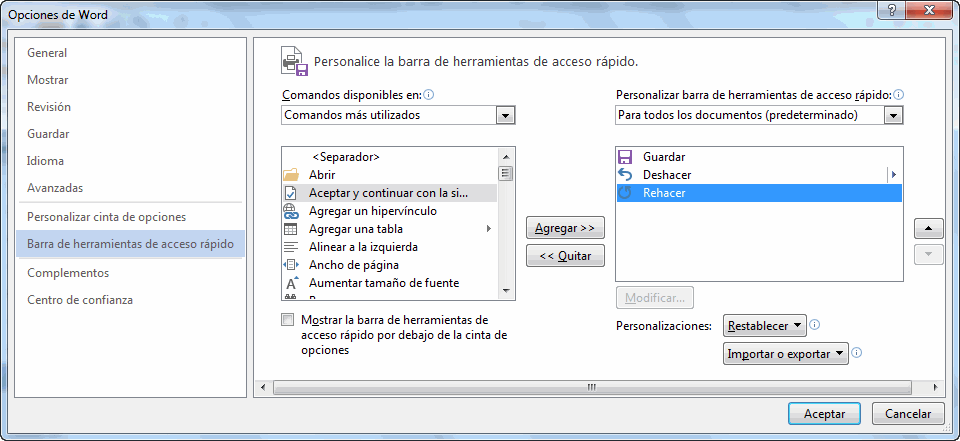 Opciones de Word
General
Mostrar
Revisión
Guardar
Idioma
Avanzadas
Personalizar cinta de opciones
Barra de herramientas de acceso rápido
Complementos
Centro de confianza
Personalice la barra de herramientas de acceso rápido.
Comandos disponibles en:
Comandos más utilizados
<Separador>
Abrir
Aceptar y continuar con la si...
Agregar un hipervínculo
Agregar una tabla
Alinear a la izquierda
Ancho de página
Aumentar tamaño de fuente
Mostrar la barra de herramientas de
acceso rápido por debajo de la cinta de
opciones
Agregar >>
<< Quitar
Personalizar barra de herramientas de acceso rápido:
Para todos los documentos (predeterminado)
Guardar
Deshacer
Rehacer
Modificar...
Personalizaciones:
Restablecer
Importar o exportar
Aceptar
Cancelar